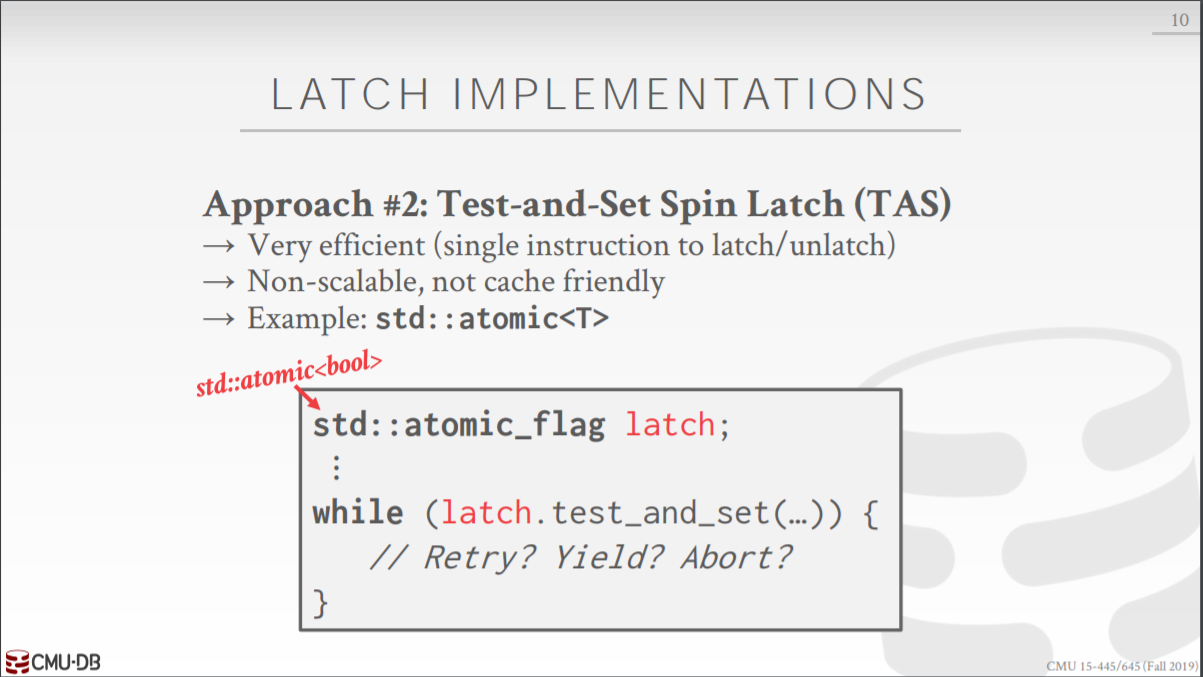 10
LATCH IMPLEMENTATIONS
Approach #2: Test-and-Set Spin Latch (TAS)
→ Very efficient (single instruction to latch/unlatch)
→ Non-scalable, not cache friendly
→ Example: std::atomic<T>
std::atomic<bool>
std::atomic_flag latch;
⋮
while (latch.test_and_set(…)) {
// Retry? Yield? Abort?
}
CMU·DB
CMU 15-445/645 (Fall 2019)